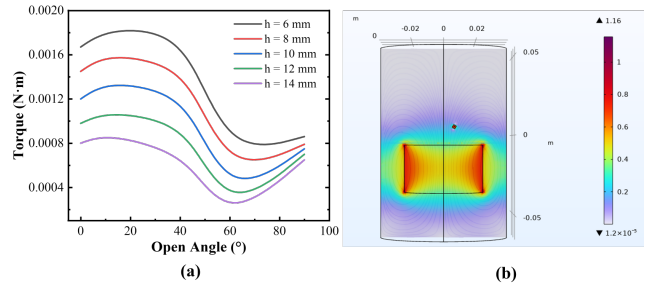 (a)
0.0020
0.0016
0.0012
0.0008
0.0004
Torque (N·m)
h = 6 mm
h = 8 mm
h = 10 mm
h = 12 mm
h = 14 mm
0 20 40 60 80 100
Open Angle (°)
(a)
(b)
m
-0.02 0 0.02
0
0.05
0
m
-0.05
▲ 1.16
1
0.8
0.6
0.4
0.2
▼ 1.2×10⁻⁵
(b)